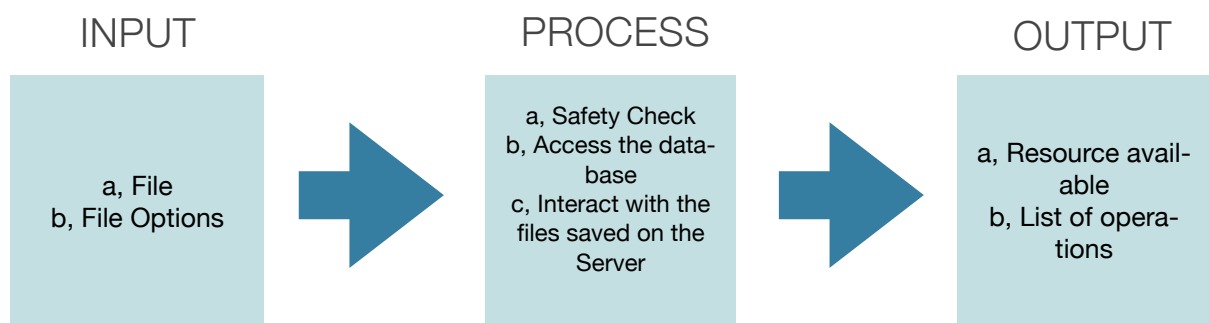 INPUT
a, File
b, File Options
PROCESS
a, Safety Check
b, Access the data-
base
c, Interact with the
files saved on the
Server
OUTPUT
a, Resource avail-
able
b, List of opera-
tions